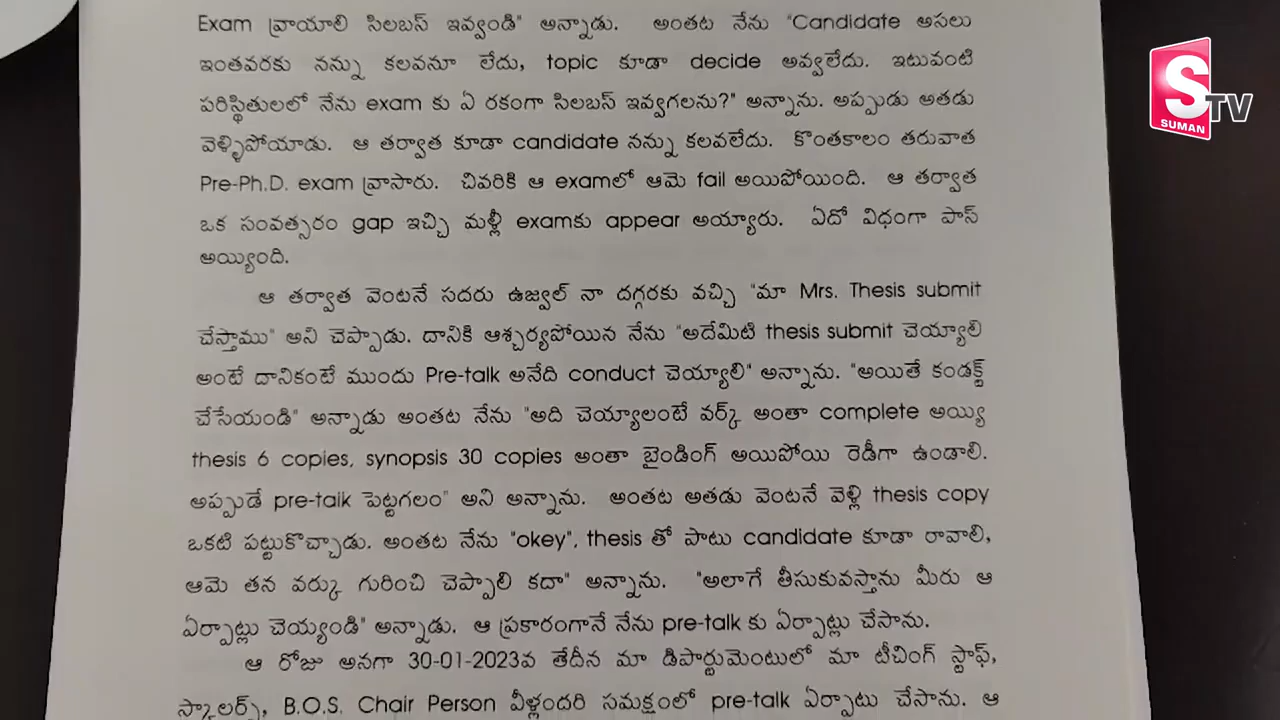 Exam వ్రాయాలి సిలబస్ ఇవ్వండి" అన్నాడు. అంతట నేను "Candidate అసలు
ఇంతవరకు నన్ను కలవనూ లేదు, topic కూడా decide అవ్వలేదు. ఇటువంటి
పరిస్థితులలో నేను exam కు ఏ రకంగా సిలబస్ ఇవ్వగలను?" అన్నాను. అప్పుడు అతడు
వెళ్ళిపోయాడు. ఆ తర్వాత కూడా candidate నన్ను కలవలేదు. కొంతకాలం తరువాత
Pre-Ph.D. exam వ్రాసారు. చివరికి ఆ examలో ఆమె fail అయిపోయింది. ఆ తర్వాత
ఒక సంవత్సరం gap ఇచ్చి మళ్లీ examకు appear అయ్యారు. ఏదో విధంగా పాస్
అయ్యింది.
ఆ తర్వాత వెంటనే సదరు ఉజ్వల్ నా దగ్గరకు వచ్చి "మా Mrs. Thesis submit
చేస్తాము" అని చెప్పాడు. దానికి ఆశ్చర్యపోయిన నేను "అదేమిటి thesis submit చెయ్యాలి
అంటే దానికంటే ముందు Pre-talk అనేది conduct చెయ్యాలి" అన్నాను. "అయితే కండక్ట్
చేసేయండి" అన్నాడు అంతట నేను "అది చెయ్యాలంటే వర్క్ అంతా complete అయ్యి
thesis 6 copies, synopsis 30 copies అంతా బైండింగ్ అయిపోయి రెడీగా ఉండాలి.
అప్పుడే pre-talk పెట్టగలం" అని అన్నాను. అంతట అతడు వెంటనే వెళ్లి thesis copy
ఒకటి పట్టుకొచ్చాడు. అంతట నేను "okey", thesis తో పాటు candidate కూడా రావాలి,
ఆమె తన వర్కు గురించి చెప్పాలి కదా" అన్నాను. "అలాగే తీసుకువస్తాను మీరు ఆ
ఏర్పాట్లు చెయ్యండి" అన్నాడు. ఆ ప్రకారంగానే నేను pre-talk కు ఏర్పాట్లు చేసాను.
ఆ రోజు అనగా 30-01-2023వ తేదీన మా డిపార్టుమెంటులో మా టీచింగ్ స్టాఫ్,
స్కాలర్స్, B.O.S. Chair Person వీళ్లందరి సమక్షంలో pre-talk ఏర్పాటు చేసాను. ఆ
S TV
SUMAN